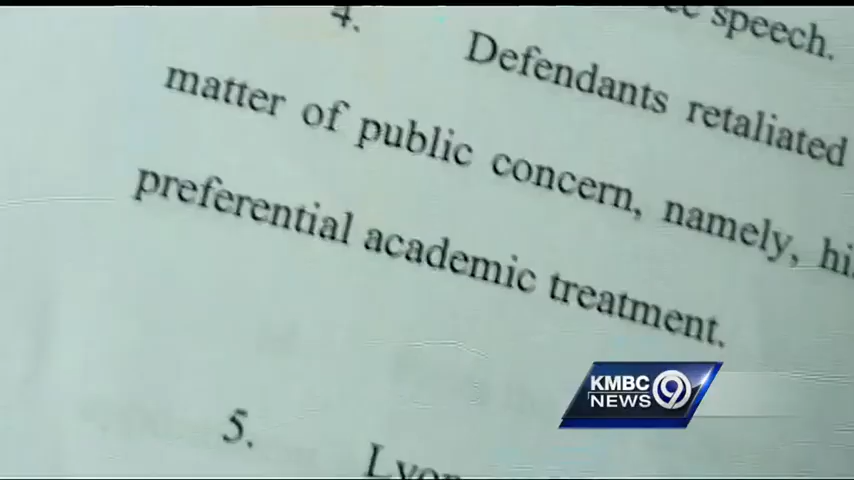 speech.
4. Defendants retaliated
matter of public concern, namely,
preferential academic treatment.
5.
KMBC 9
NEWS